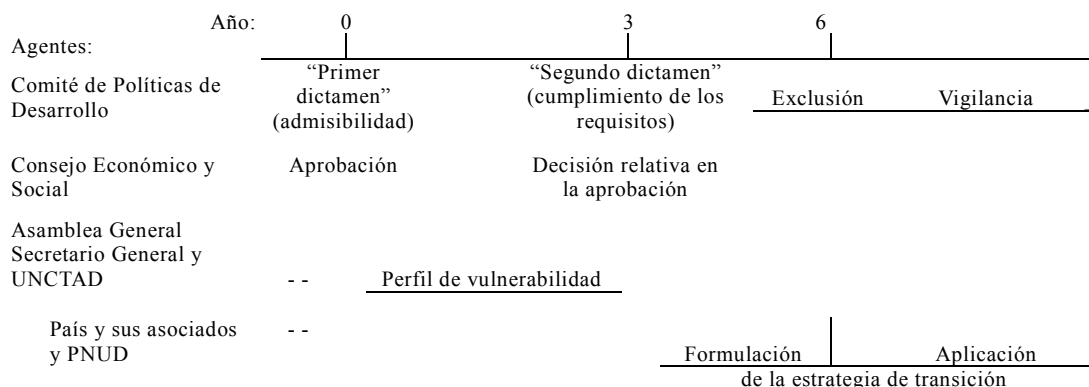 Año: 0 3 6
Agentes:
Comité de Políticas de Desarrollo
“Primer dictamen” (admisibilidad)
“Segundo dictamen” (cumplimiento de los requisitos)
Exclusión Vigilancia
Consejo Económico y Social
Aprobación
Decisión relativa en la aprobación
Asamblea General
Secretario General y UNCTAD
- - Perfil de vulnerabilidad
País y sus asociados y PNUD
- -
Formulación Aplicación
de la estrategia de transición